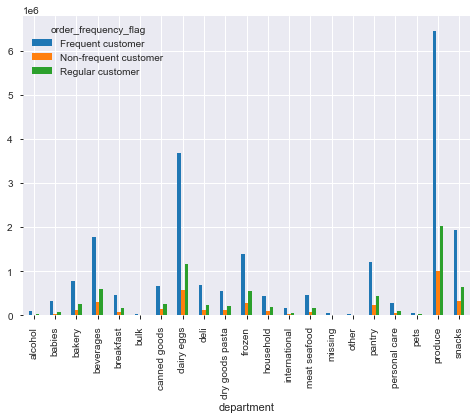 1e6
order_frequency_flag
Frequent customer
Non-frequent customer
Regular customer
6
5
4
3
2
1
0
alcohol
babies
bakery
beverages
breakfast
bulk
canned goods
dairy eggs
deli
dry goods pasta
frozen
household
international
meat seafood
missing
other
pantry
personal care
pets
produce
snacks
department